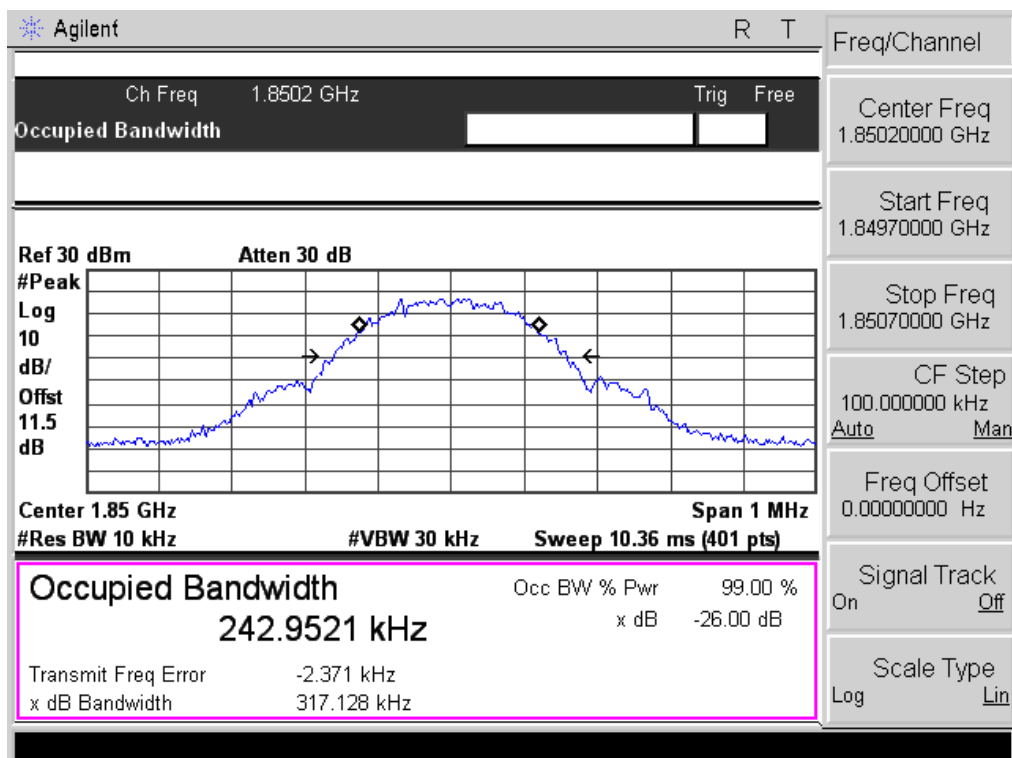 Agilent
R T
Ch Freq 1.8502 GHz Trig Free
Occupied Bandwidth
Ref 30 dBm Atten 30 dB
#Peak
Log
10
dB/
Offst
11.5
dB
Center 1.85 GHz Span 1 MHz
#Res BW 10 kHz #VBW 30 kHz Sweep 10.36 ms (401 pts)
Occupied Bandwidth
242.9521 kHz
Occ BW % Pwr 99.00 %
x dB -26.00 dB
Transmit Freq Error -2.371 kHz
x dB Bandwidth 317.128 kHz
Freq/Channel
Center Freq
1.85020000 GHz
Start Freq
1.84970000 GHz
Stop Freq
1.85070000 GHz
CF Step
100.000000 kHz
Auto Man
Freq Offset
0.00000000 Hz
Signal Track
On Off
Scale Type
Log Lin